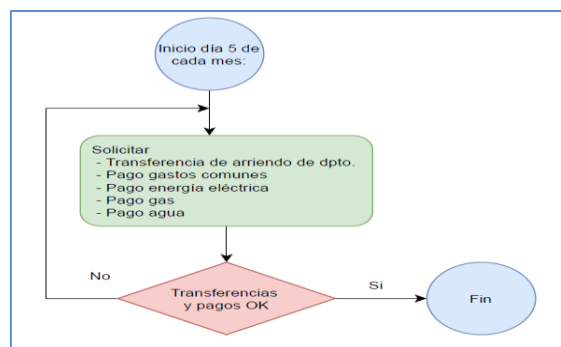 Inicio día 5 de
cada mes:
Solicitar
- Transferencia de arriendo de dpto.
- Pago gastos comunes
- Pago energía eléctrica
- Pago gas
- Pago agua
No
Transferencias
y pagos OK
Si
Fin